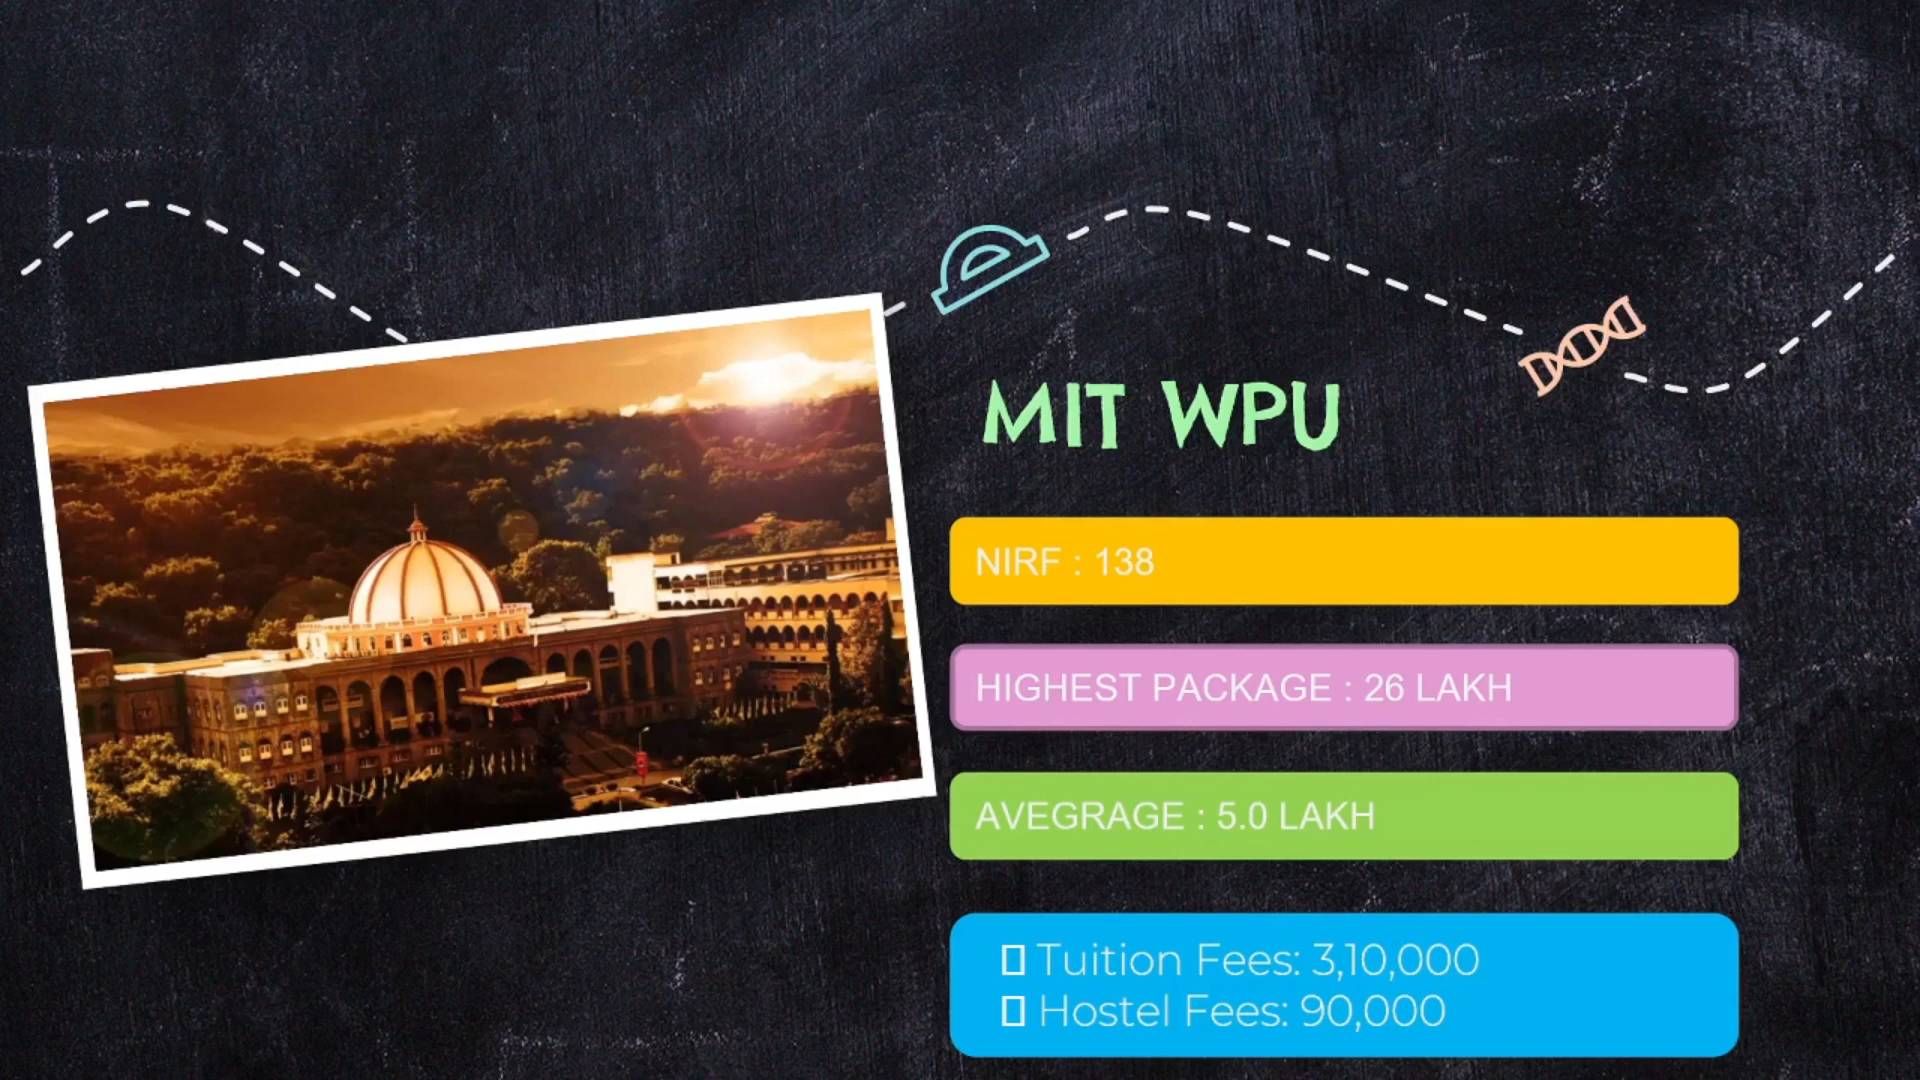 MIT WPU
NIRF : 138
HIGHEST PACKAGE : 26 LAKH
AVEGRAGE : 5.0 LAKH
Tuition Fees: 3,10,000
Hostel Fees: 90,000